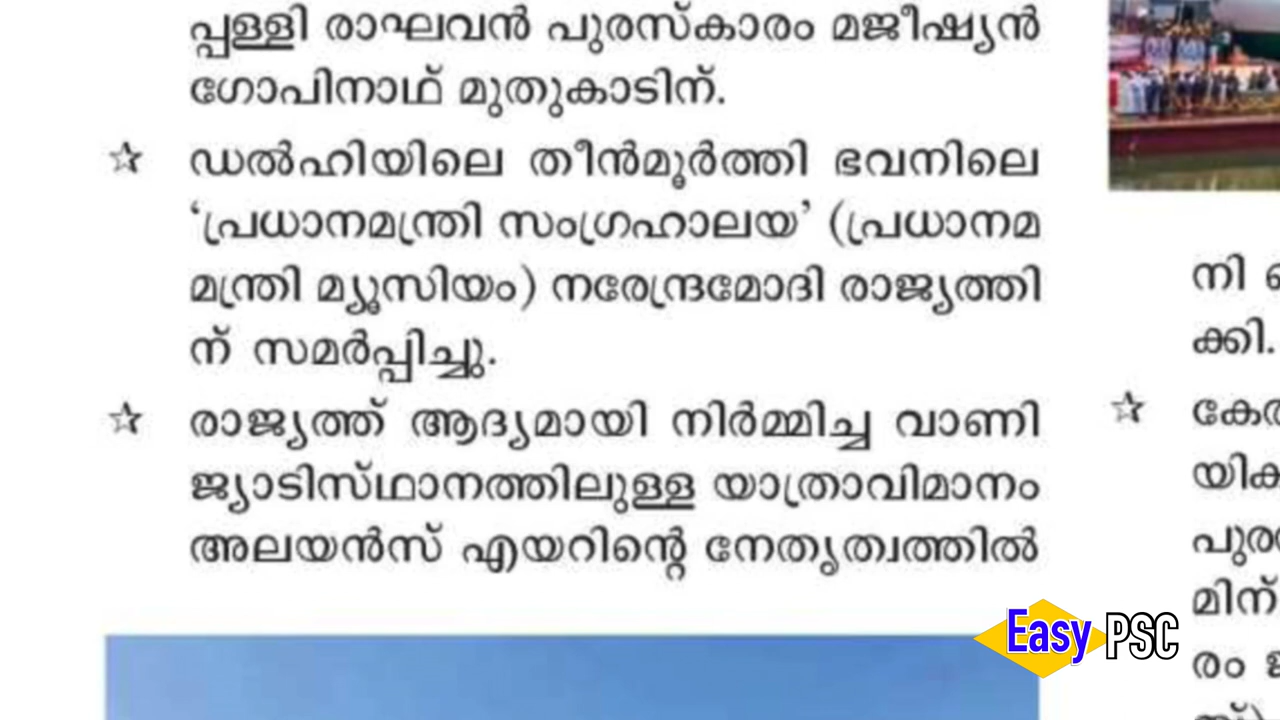 പ്പള്ളി രാഘവൻ പുരസ്കാരം മജീഷ്യൻ
ഗോപിനാഥ് മുതുകാടിന്.
☆ ഡൽഹിയിലെ തീൻമൂർത്തി ഭവനിലെ
‘പ്രധാനമന്ത്രി സംഗ്രഹാലയ’ (പ്രധാനമ
മന്ത്രി മ്യൂസിയം) നരേന്ദ്രമോദി രാജ്യത്തി
ന് സമർപ്പിച്ചു.
☆ രാജ്യത്ത് ആദ്യമായി നിർമ്മിച്ച വാണി
ജ്യാടിസ്ഥാനത്തിലുള്ള യാത്രാവിമാനം
അലയൻസ് എയറിന്റെ നേതൃത്വത്തിൽ
നി
ക്കി.
☆
മിന്
രം
Easy PSC